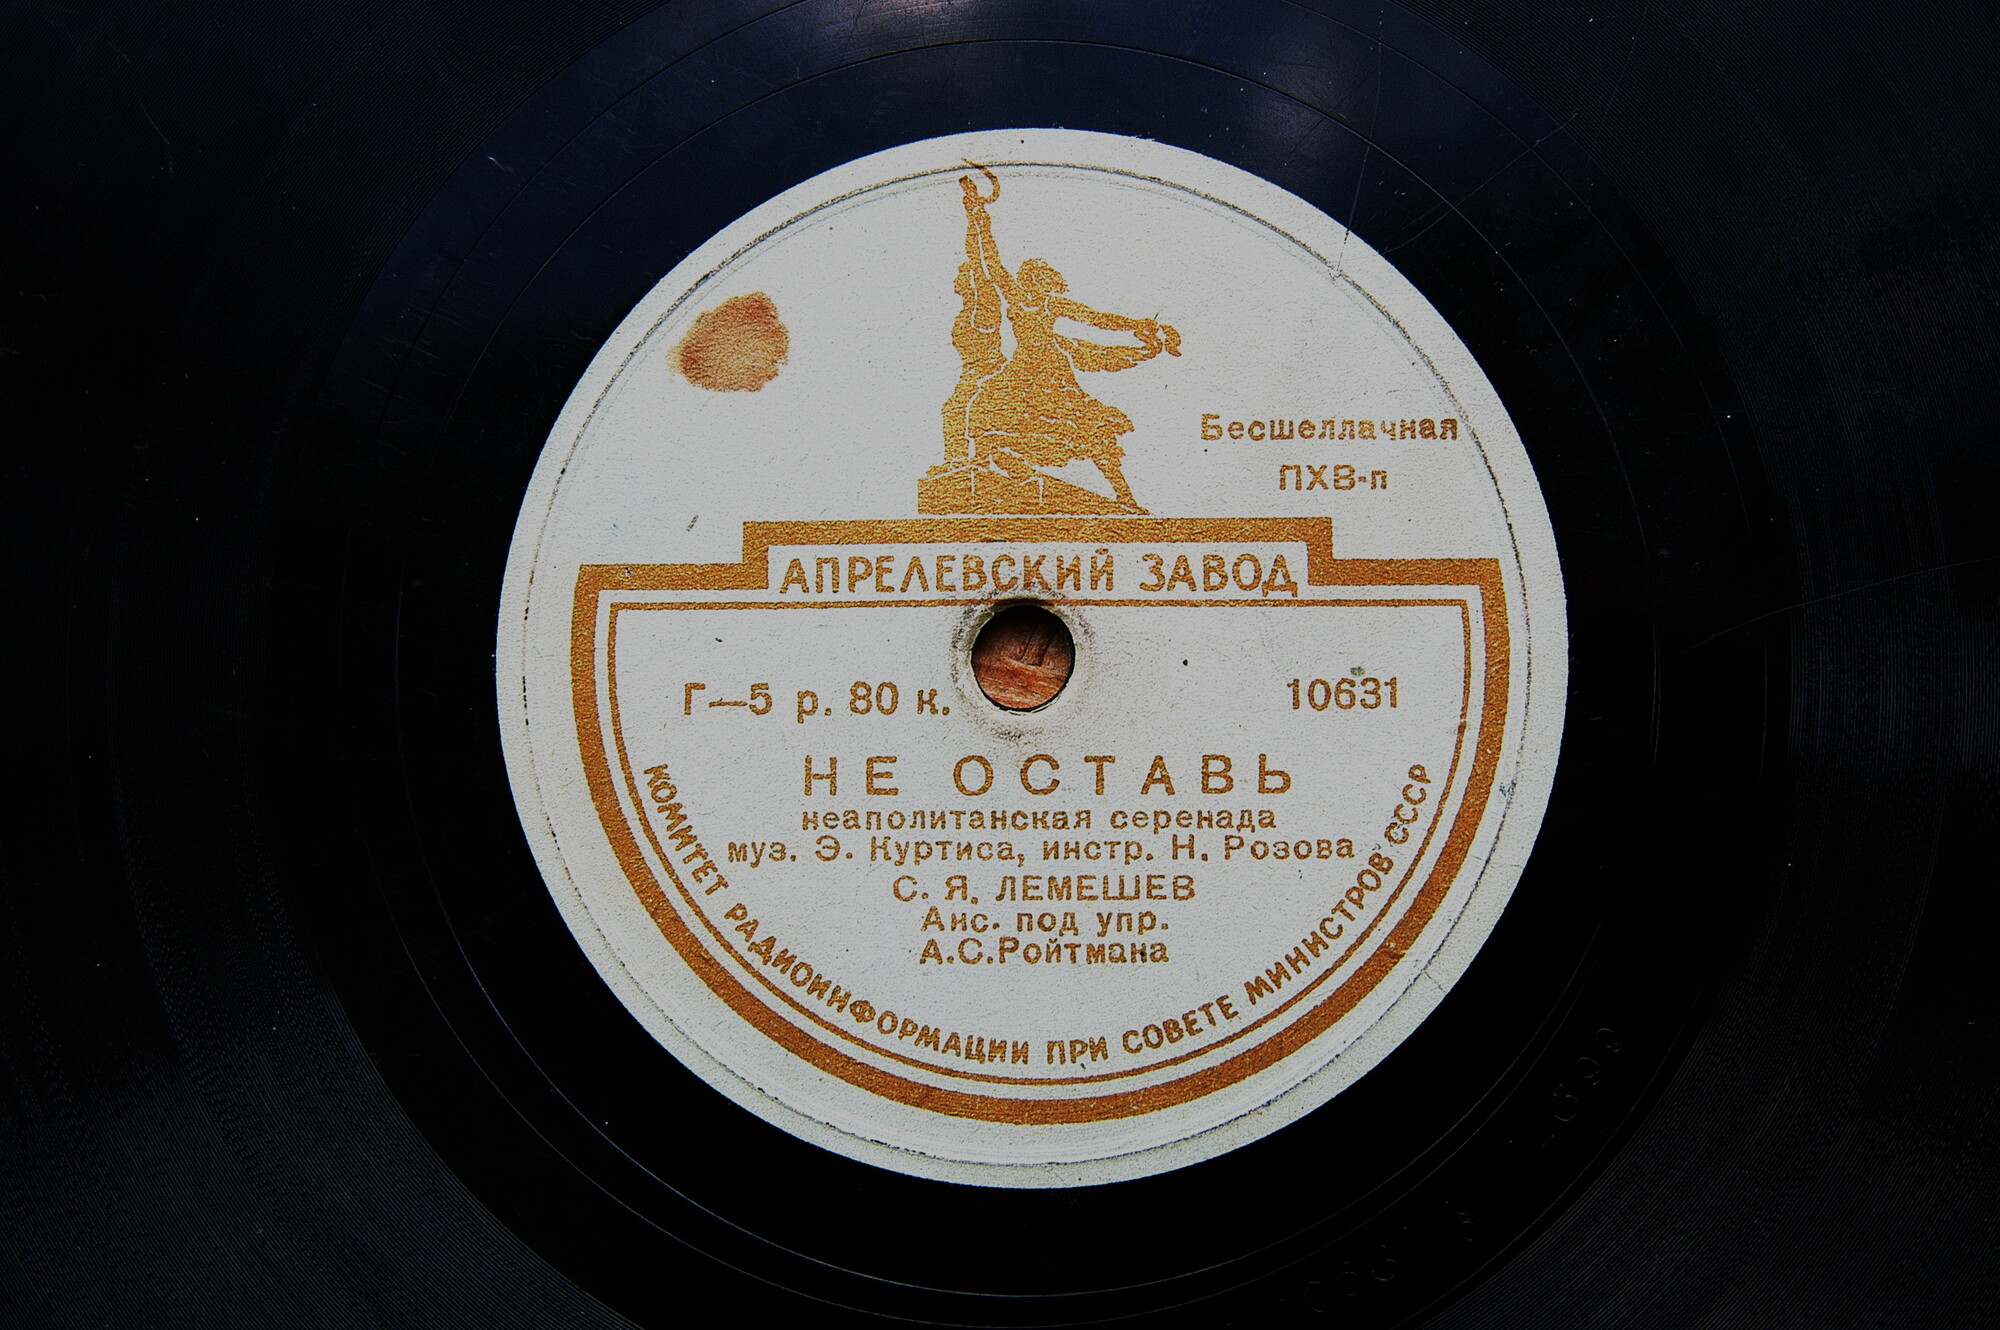 Бесшеллачная
ПХВ-п
АПРЕЛЕВСКИЙ ЗАВОД
Г—5 р. 80 к.
10631
НЕ ОСТАВЬ
неаполитанская серенада
муз. Э. Куртиса, инстр. Н. Розова
С. Я. ЛЕМЕШЕВ
Анс. под упр.
А.С.Ройтмана
КОМИТЕТ РАДИОИНФОРМАЦИИ ПРИ СОВЕТЕ МИНИСТРОВ СССР